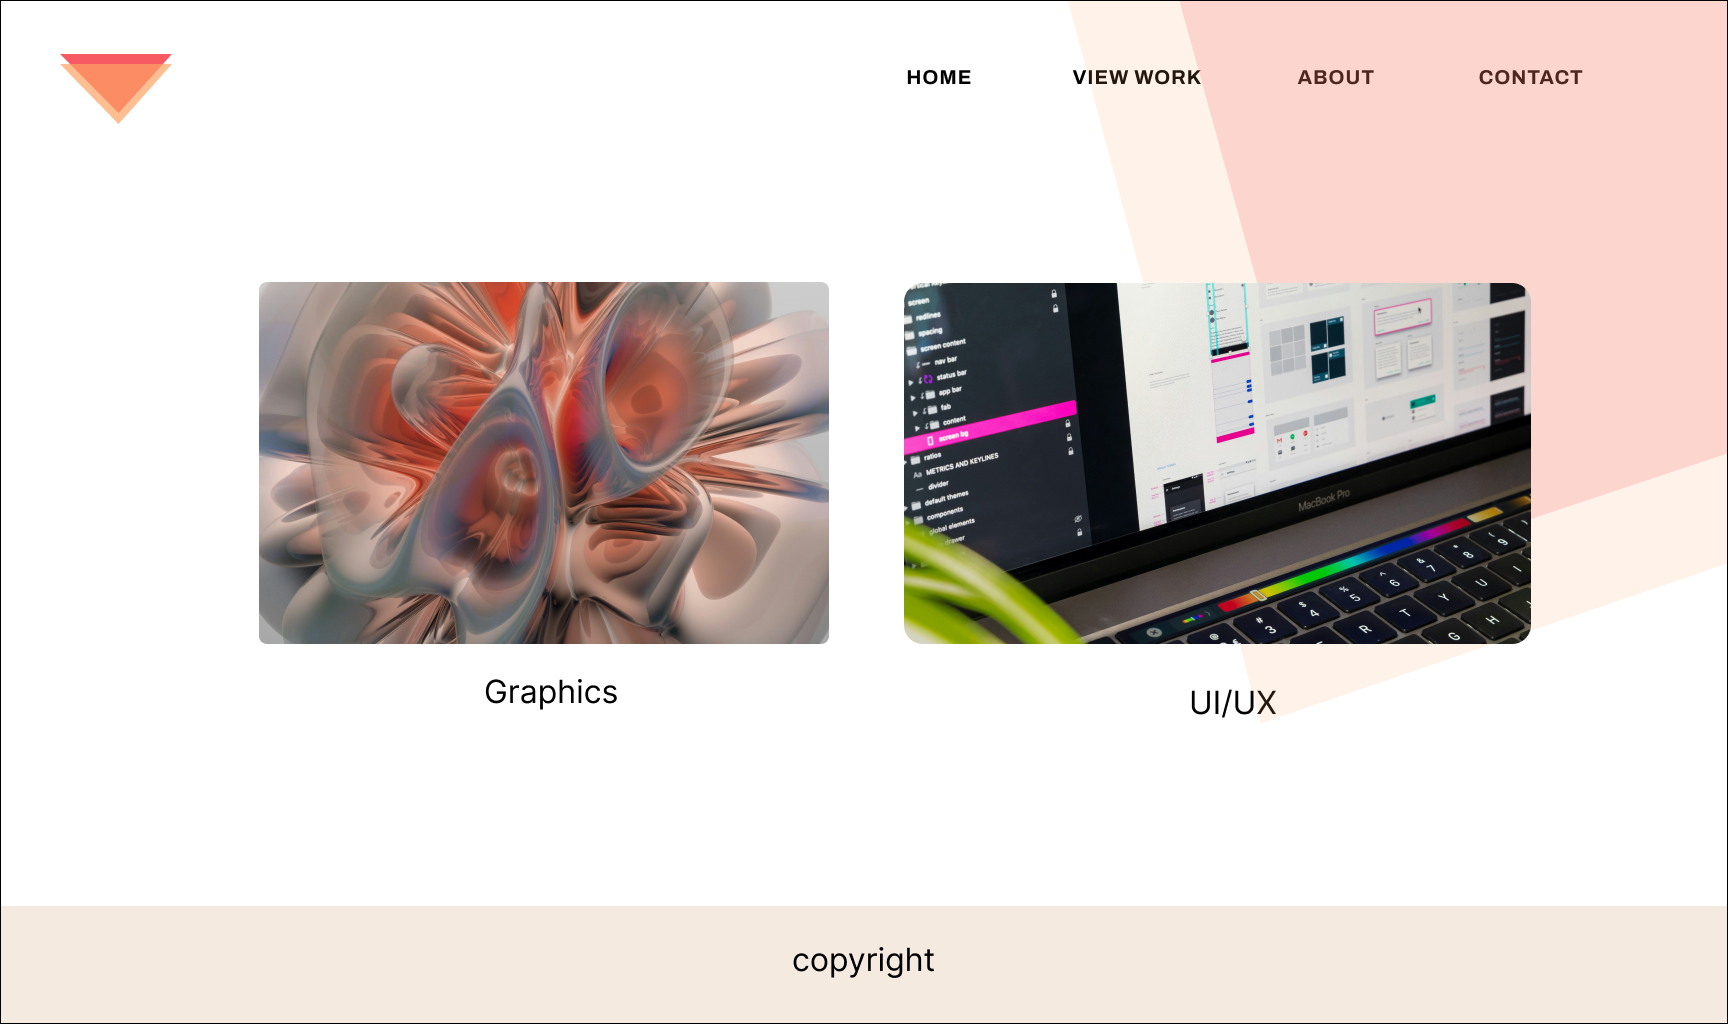 HOME VIEW WORK ABOUT CONTACT
screen
redlines
spacing
screen content
nav bar
status bar
app bar
fab
content
screen bg
ratios
Aa METRICS AND KEYLINES
divider
default themes
components
global elements
drawer
MacBook Pro
Graphics
UI/UX
copyright